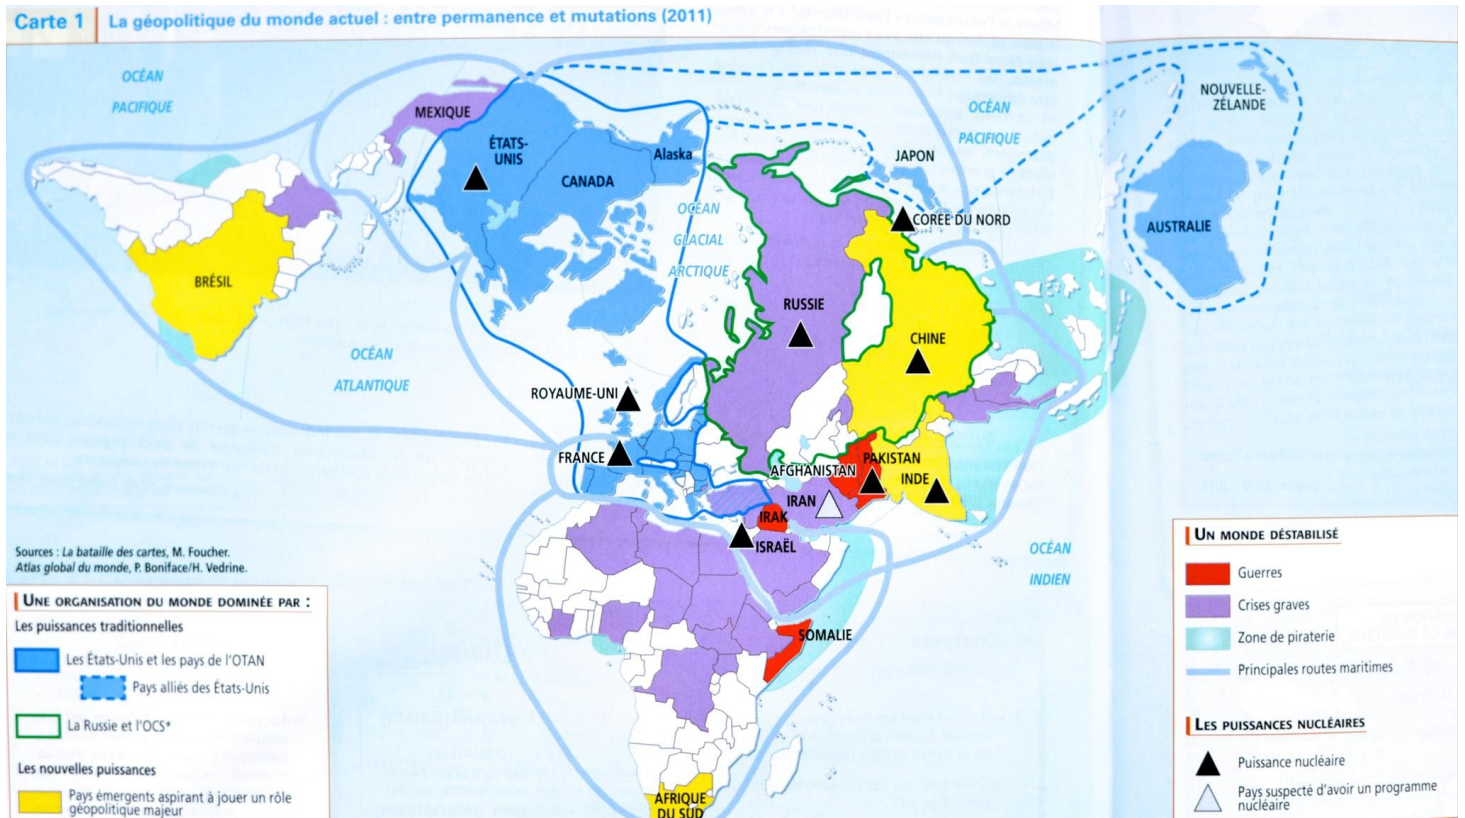 Carte 1
La géopolitique du monde actuel : entre permanence et mutations (2011)
OCÉAN
PACIFIQUE
MEXIQUE
ÉTATS-
UNIS
CANADA
Alaska
OCÉAN
GLACIAL
ARCTIQUE
OCÉAN
PACIFIQUE
JAPON
CORÉE DU NORD
NOUVELLE-
ZÉLANDE
AUSTRALIE
BRÉSIL
RUSSIE
CHINE
OCÉAN
ATLANTIQUE
ROYAUME-UNI
FRANCE
AFGHANISTAN
PAKISTAN
INDE
IRAN
IRAK
ISRAËL
OCÉAN
INDIEN
SOMALIE
AFRIQUE
DU SUD
Sources : La bataille des cartes, M. Foucher.
Atlas global du monde, P. Boniface/H. Vedrine.
UNE ORGANISATION DU MONDE DOMINÉE PAR :
Les puissances traditionnelles
Les États-Unis et les pays de l'OTAN
Pays alliés des États-Unis
La Russie et l'OCS*
Les nouvelles puissances
Pays émergents aspirant à jouer un rôle
géopolitique majeur
UN MONDE DÉSTABILISÉ
Guerres
Crises graves
Zone de piraterie
Principales routes maritimes
LES PUISSANCES NUCLÉAIRES
Puissance nucléaire
Pays suspecté d'avoir un programme
nucléaire